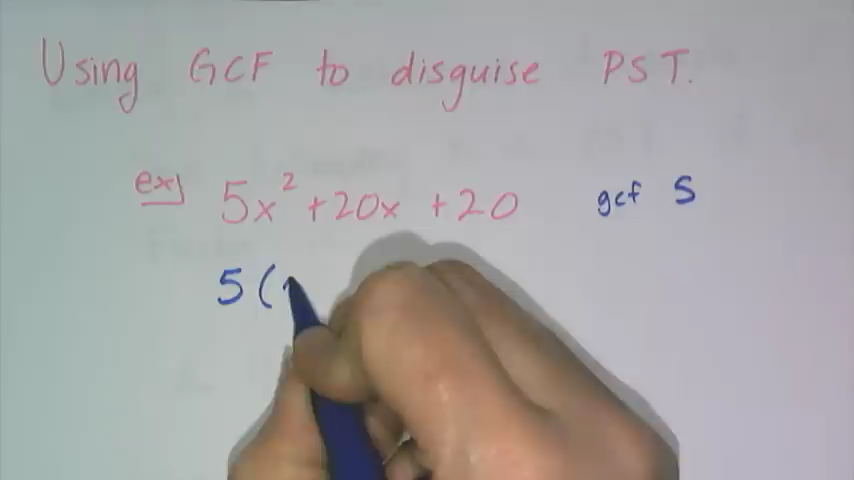 Using GCF to disguise PST.
ex) 5x² + 20x + 20 gcf 5
5 (